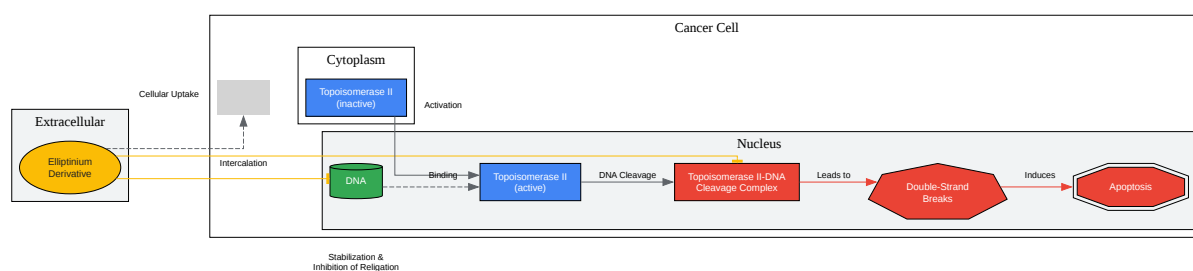 Cancer Cell
Cytoplasm
Topoisomerase II
(inactive)
Cellular Uptake
Activation
Extracellular
Elliptinium
Derivative
Nucleus
Intercalation
DNA
Binding
Topoisomerase II
(active)
DNA Cleavage
Topoisomerase II-DNA
Cleavage Complex
Leads to
Double-Strand
Breaks
Induces
Apoptosis
Stabilization &
Inhibition of Religation